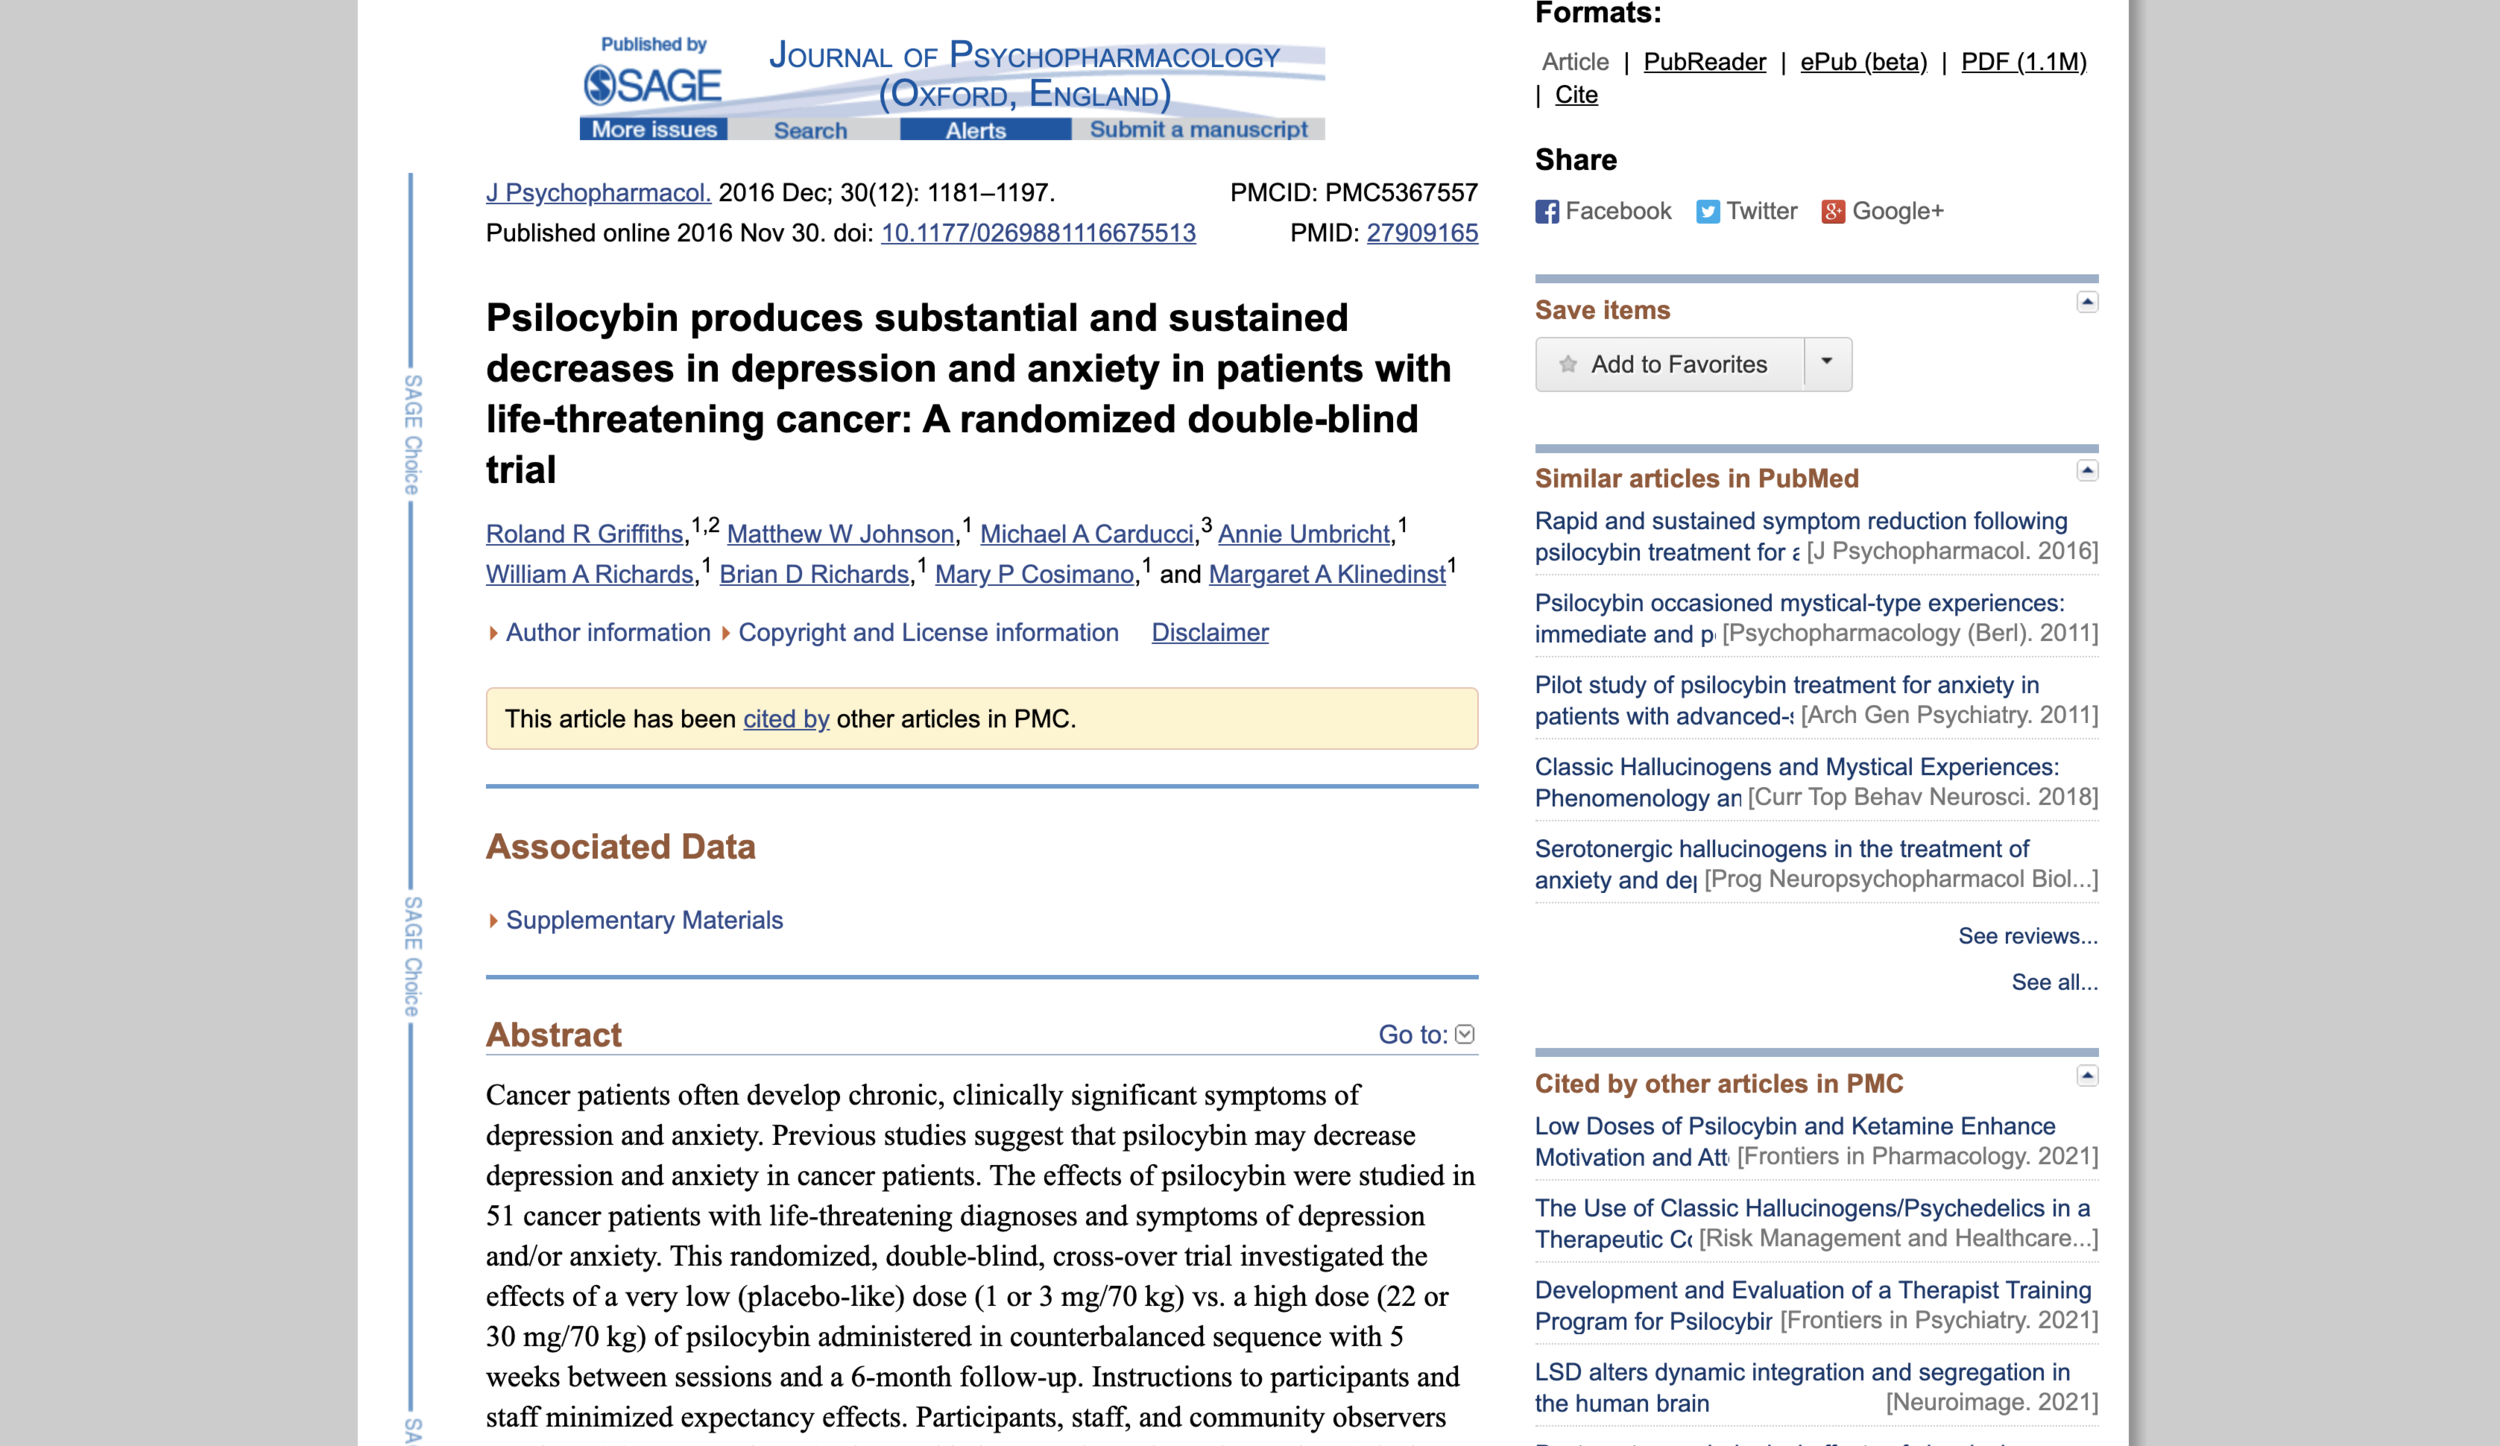 Published by
SAGE
JOURNAL OF PSYCHOPHARMACOLOGY
(OXFORD, ENGLAND)
More issues Search Alerts Submit a manuscript
J Psychopharmacol. 2016 Dec; 30(12): 1181–1197. PMCID: PMC5367557
Published online 2016 Nov 30. doi: 10.1177/0269881116675513 PMID: 27909165
Psilocybin produces substantial and sustained
decreases in depression and anxiety in patients with
life-threatening cancer: A randomized double-blind
trial
Roland R Griffiths,1,2 Matthew W Johnson,1 Michael A Carducci,3 Annie Umbricht,1
William A Richards,1 Brian D Richards,1 Mary P Cosimano,1 and Margaret A Klinedinst1
Author information Copyright and License information Disclaimer
This article has been cited by other articles in PMC.
Associated Data
Supplementary Materials
Abstract Go to:
Cancer patients often develop chronic, clinically significant symptoms of
depression and anxiety. Previous studies suggest that psilocybin may decrease
depression and anxiety in cancer patients. The effects of psilocybin were studied in
51 cancer patients with life-threatening diagnoses and symptoms of depression
and/or anxiety. This randomized, double-blind, cross-over trial investigated the
effects of a very low (placebo-like) dose (1 or 3 mg/70 kg) vs. a high dose (22 or
30 mg/70 kg) of psilocybin administered in counterbalanced sequence with 5
weeks between sessions and a 6-month follow-up. Instructions to participants and
staff minimized expectancy effects. Participants, staff, and community observers
SAGE Choice
SAGE Choice
SA
Formats:
Article | PubReader | ePub (beta) | PDF (1.1M)
| Cite
Share
Facebook Twitter Google+
Save items
Add to Favorites
Similar articles in PubMed
Rapid and sustained symptom reduction following
psilocybin treatment for [J Psychopharmacol. 2016]
Psilocybin occasioned mystical-type experiences:
immediate and p [Psychopharmacology (Berl). 2011]
Pilot study of psilocybin treatment for anxiety in
patients with advanced- [Arch Gen Psychiatry. 2011]
Classic Hallucinogens and Mystical Experiences:
Phenomenology an [Curr Top Behav Neurosci. 2018]
Serotonergic hallucinogens in the treatment of
anxiety and de [Prog Neuropsychopharmacol Biol...]
See reviews...
See all...
Cited by other articles in PMC
Low Doses of Psilocybin and Ketamine Enhance
Motivation and Att [Frontiers in Pharmacology. 2021]
The Use of Classic Hallucinogens/Psychedelics in a
Therapeutic C [Risk Management and Healthcare...]
Development and Evaluation of a Therapist Training
Program for Psilocybi [Frontiers in Psychiatry. 2021]
LSD alters dynamic integration and segregation in
the human brain [Neuroimage. 2021]